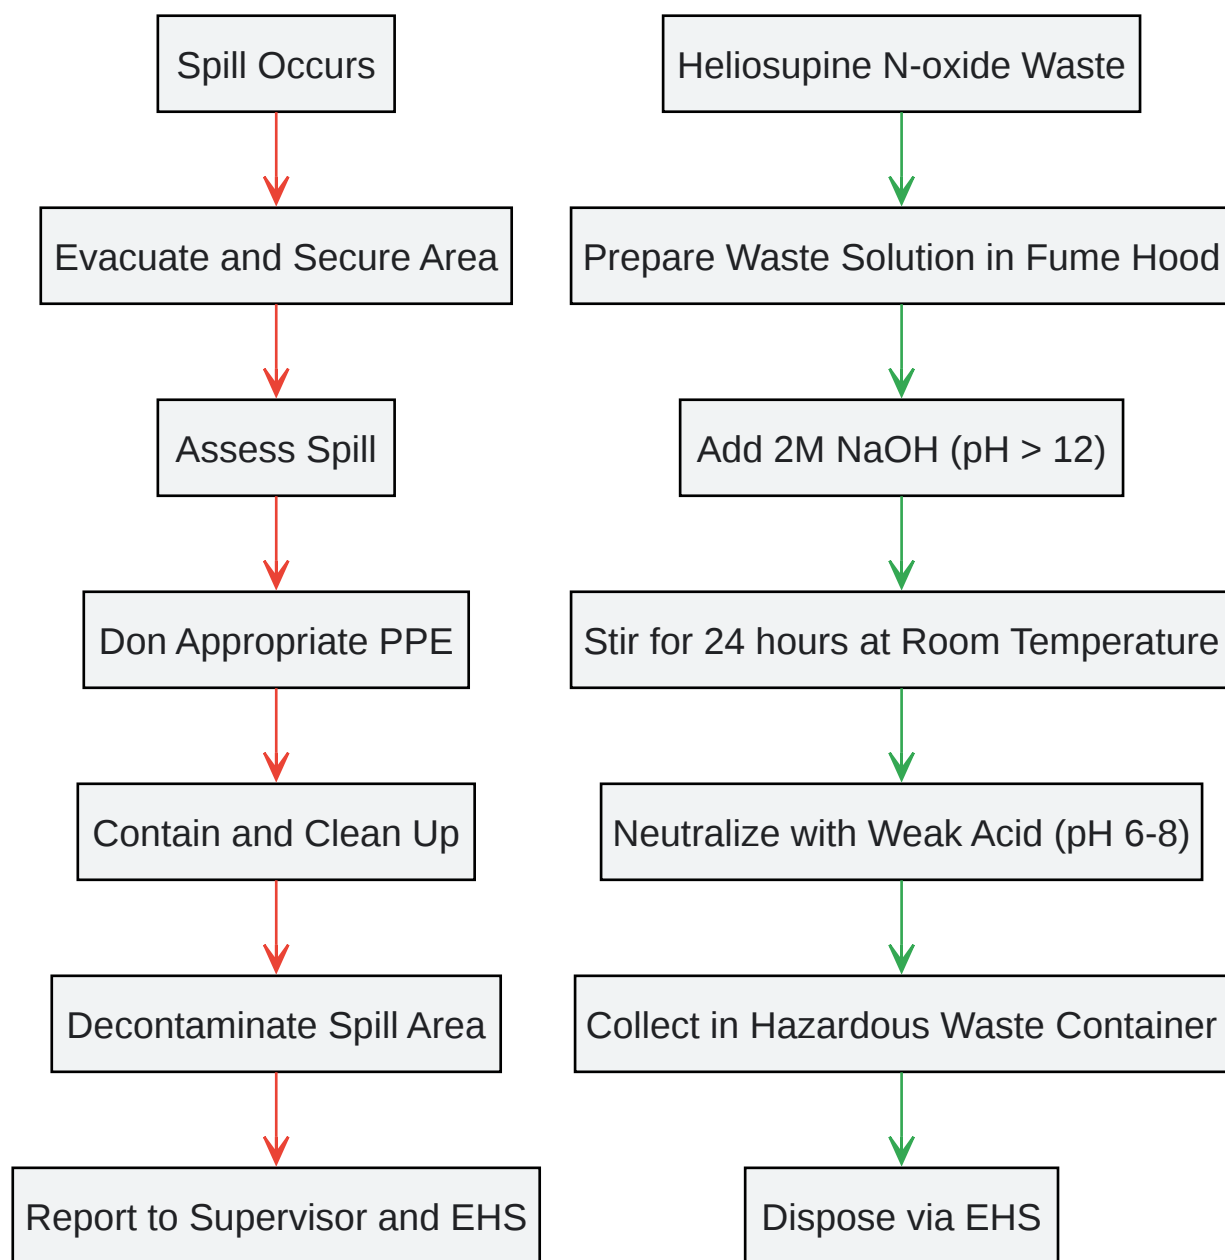 Spill Occurs
Evacuate and Secure Area
Assess Spill
Don Appropriate PPE
Contain and Clean Up
Decontaminate Spill Area
Report to Supervisor and EHS
Heliosupine N-oxide Waste
Prepare Waste Solution in Fume Hood
Add 2M NaOH (pH > 12)
Stir for 24 hours at Room Temperature
Neutralize with Weak Acid (pH 6-8)
Collect in Hazardous Waste Container
Dispose via EHS